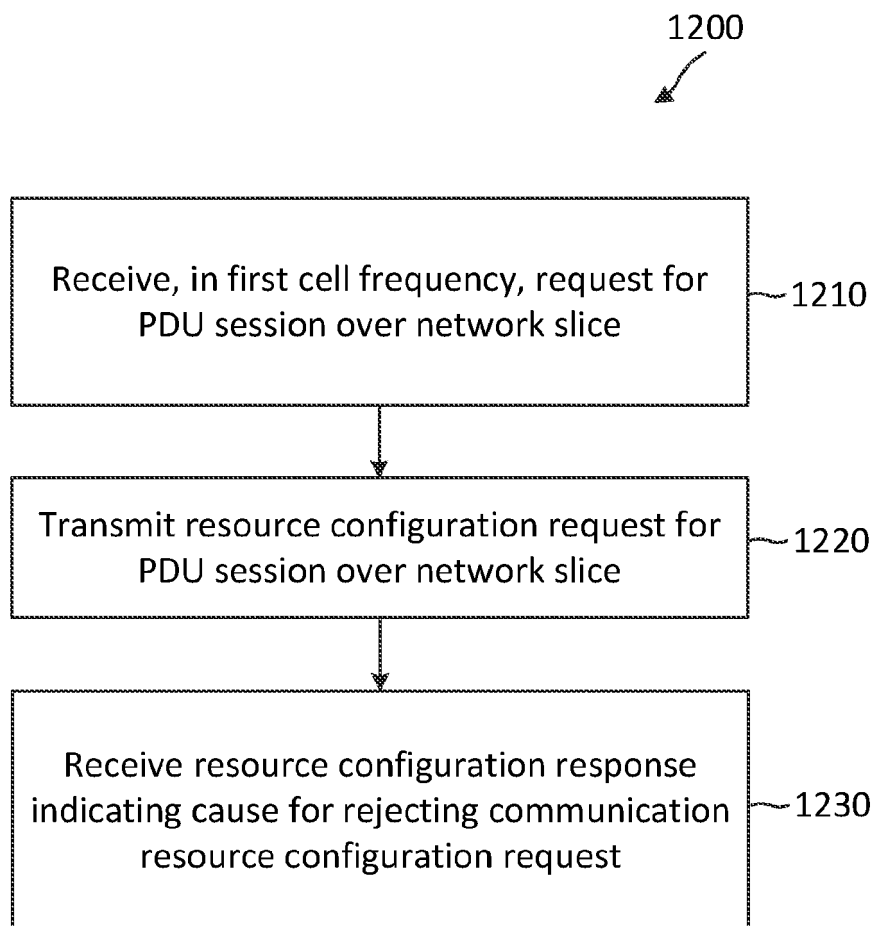 1200
Receive, in first cell frequency, request for
PDU session over network slice
1210
Transmit resource configuration request for
PDU session over network slice
1220
Receive resource configuration response
indicating cause for rejecting communication
resource configuration request
1230